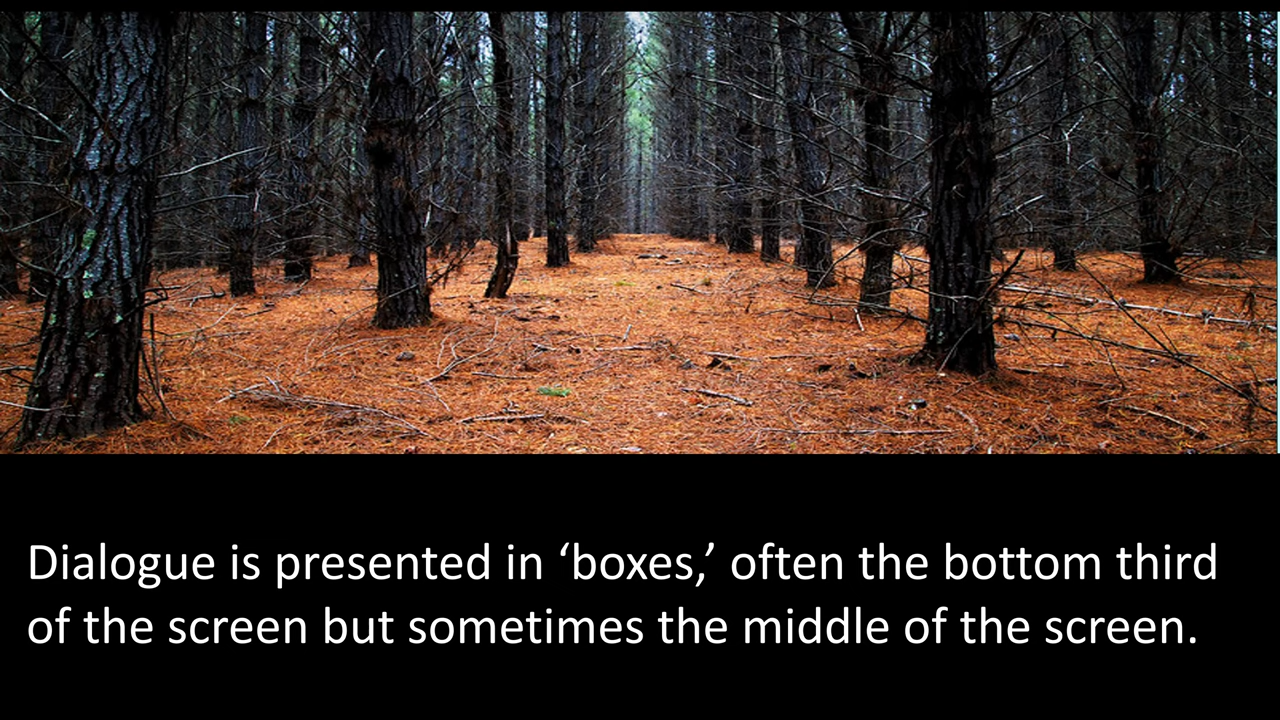 Dialogue is presented in ‘boxes,’ often the bottom third
of the screen but sometimes the middle of the screen.